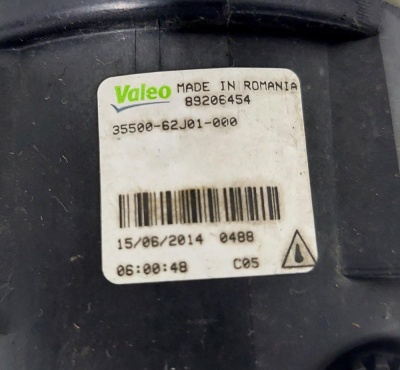 Valeo MADE IN ROMANIA
89206454
35500-62J01-000
15/06/2014 0488
06:00:48 C05